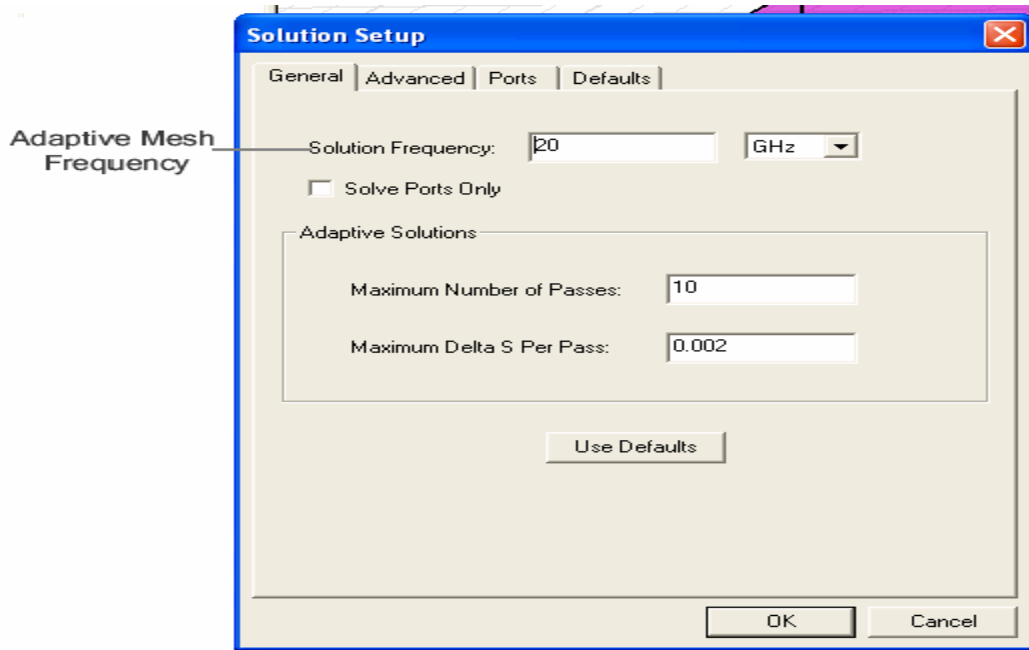 Solution Setup
General Advanced Ports Defaults
Adaptive Mesh
Frequency
Solution Frequency: 20 GHz
Solve Ports Only
Adaptive Solutions
Maximum Number of Passes: 10
Maximum Delta S Per Pass: 0.002
Use Defaults
OK Cancel